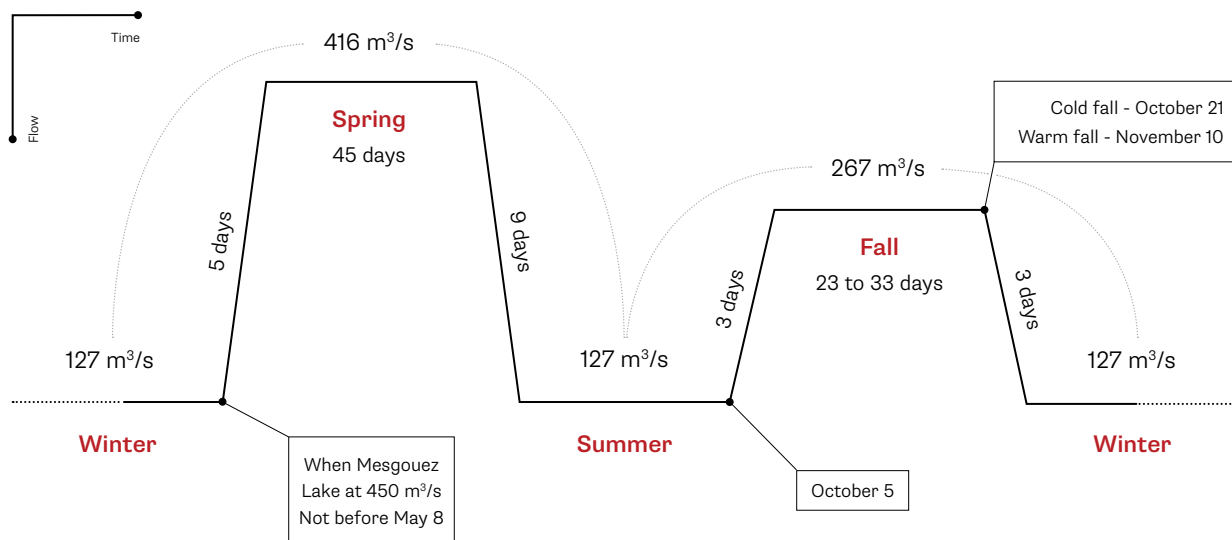 Time
Flow
416 m³/s
Spring
45 days
5 days
9 days
Cold fall - October 21
Warm fall - November 10
267 m³/s
Fall
23 to 33 days
3 days
3 days
127 m³/s
127 m³/s
127 m³/s
Winter
Summer
Winter
When Mesgouez
Lake at 450 m³/s
Not before May 8
October 5